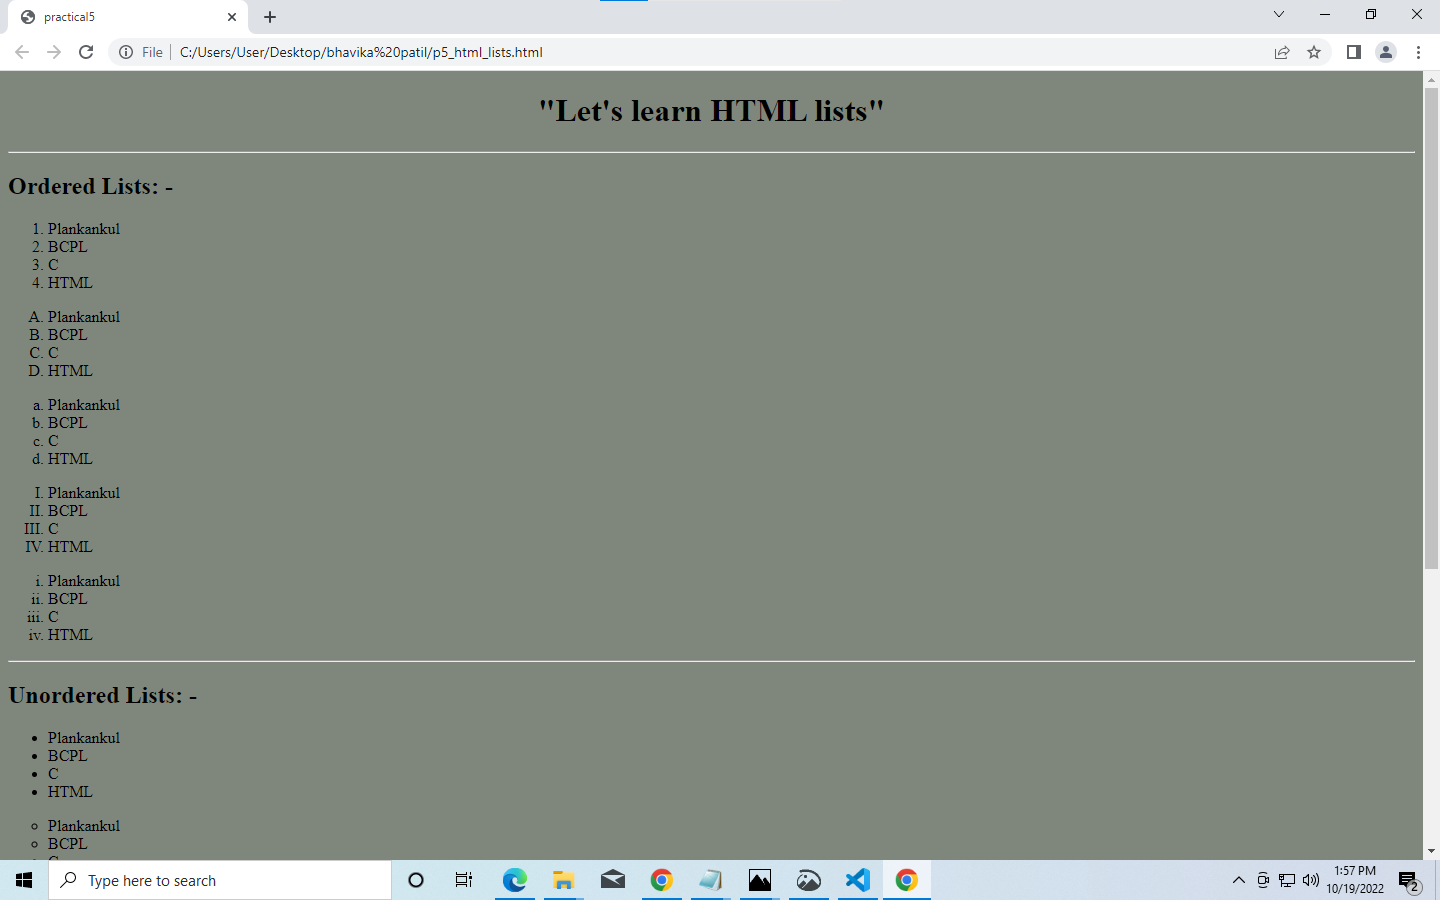 practical5
File
C:/Users/User/Desktop/bhavika%20patil/p5_html_lists.html
"Let's learn HTML lists"
Ordered Lists: -
1. Plankankul
2. BCPL
3. C
4. HTML
A. Plankankul
B. BCPL
C. C
D. HTML
a. Plankankul
b. BCPL
c. C
d. HTML
I. Plankankul
II. BCPL
III. C
IV. HTML
i. Plankankul
ii. BCPL
iii. C
iv. HTML
Unordered Lists: -
• Plankankul
• BCPL
• C
• HTML
◦ Plankankul
◦ BCPL
Type here to search
1:57 PM
10/19/2022
2